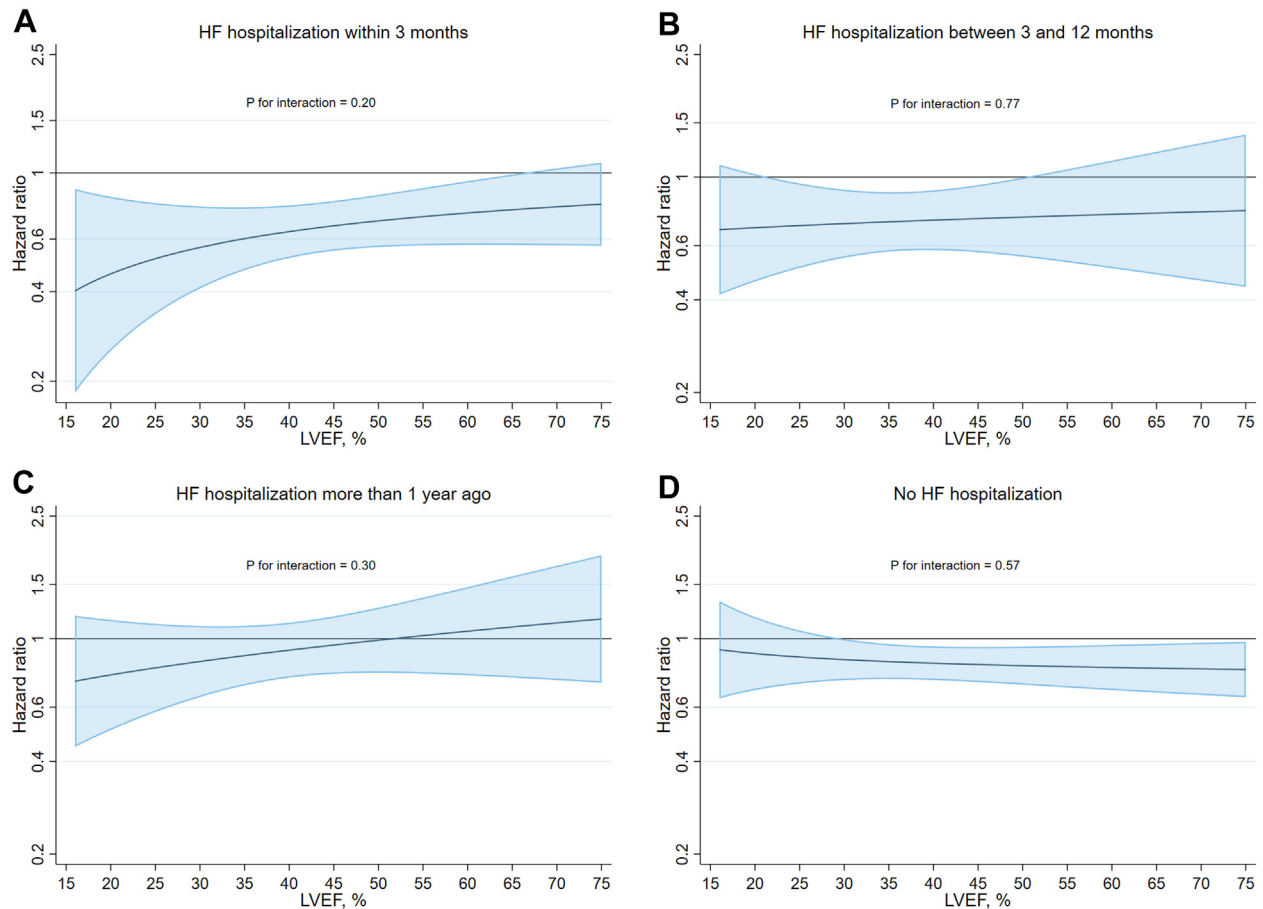 A
HF hospitalization within 3 months
P for interaction = 0.20
Hazard ratio
2.5
1.5
1
0.6
0.4
0.2
15 20 25 30 35 40 45 50 55 60 65 70 75
LVEF, %
B
HF hospitalization between 3 and 12 months
P for interaction = 0.77
Hazard ratio
2.5
1.5
1
0.6
0.4
0.2
15 20 25 30 35 40 45 50 55 60 65 70 75
LVEF, %
C
HF hospitalization more than 1 year ago
P for interaction = 0.30
Hazard ratio
2.5
1.5
1
0.6
0.4
0.2
15 20 25 30 35 40 45 50 55 60 65 70 75
LVEF, %
D
No HF hospitalization
P for interaction = 0.57
Hazard ratio
2.5
1.5
1
0.6
0.4
0.2
15 20 25 30 35 40 45 50 55 60 65 70 75
LVEF, %